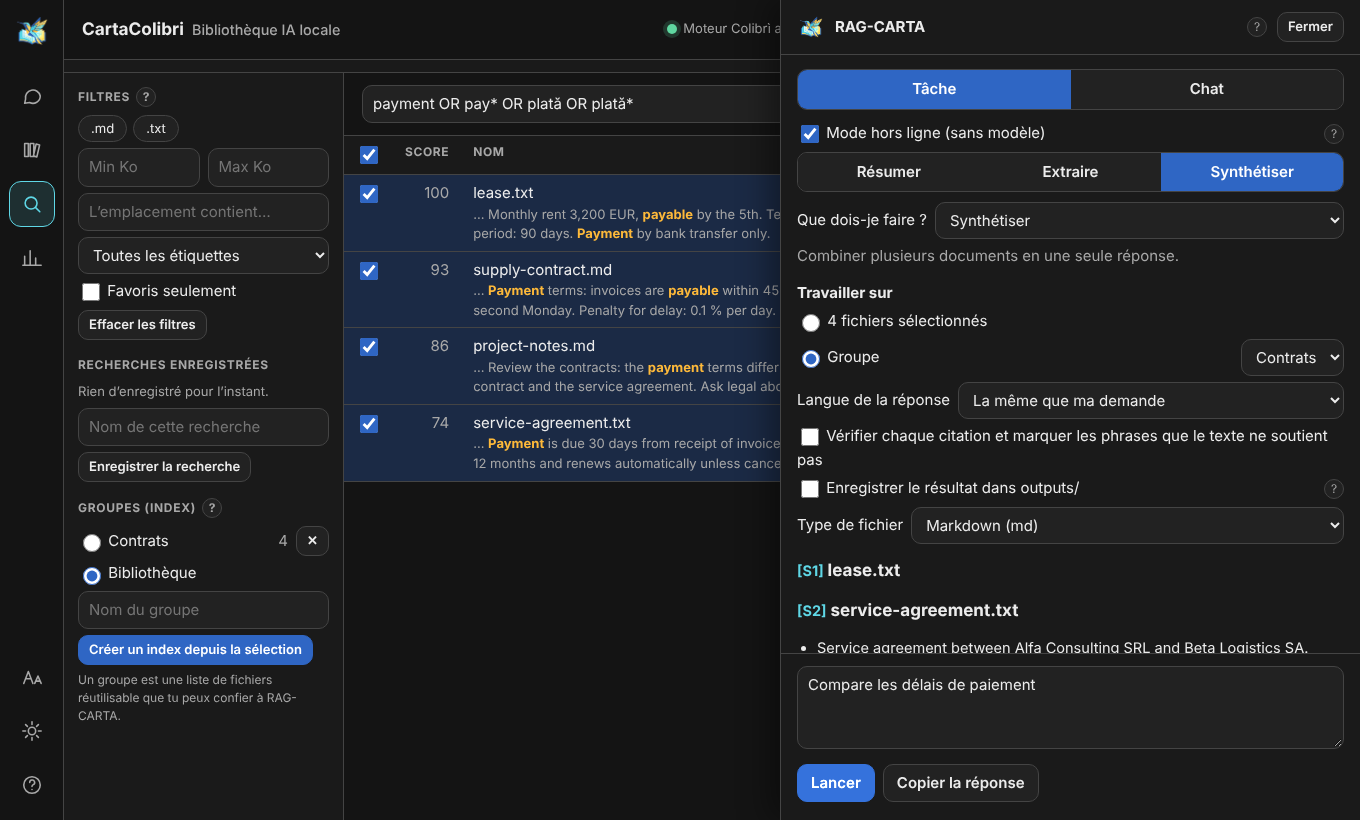 CartaColibri Bibliothèque IA locale
Moteur Colibri a
FILTRES ?
.md .txt
Min Ko Max Ko
L’emplacement contient…
Toutes les étiquettes
Favoris seulement
Effacer les filtres
RECHERCHES ENREGISTRÉES
Rien d’enregistré pour l’instant.
Nom de cette recherche
Enregistrer la recherche
GROUPES (INDEX) ?
Contrats 4 ×
Bibliothèque
Nom du groupe
Créer un index depuis la sélection
Un groupe est une liste de fichiers
réutilisable que tu peux confier à RAG-
CARTA.
payment OR pay* OR plată OR plată*
SCORE NOM
100 lease.txt
... Monthly rent 3,200 EUR, payable by the 5th. Te
period: 90 days. Payment by bank transfer only.
93 supply-contract.md
... Payment terms: invoices are payable within 45
second Monday. Penalty for delay: 0.1 % per day.
86 project-notes.md
... Review the contracts: the payment terms differ
contract and the service agreement. Ask legal abo
74 service-agreement.txt
... Payment is due 30 days from receipt of invoice
12 months and renews automatically unless cance
RAG-CARTA ? Fermer
Tâche Chat
Mode hors ligne (sans modèle) ?
Résumer Extraire Synthétiser
Que dois-je faire ? Synthétiser
Combiner plusieurs documents en une seule réponse.
Travailler sur
4 fichiers sélectionnés
Groupe Contrats
Langue de la réponse La même que ma demande
Vérifier chaque citation et marquer les phrases que le texte ne soutient
pas
Enregistrer le résultat dans outputs/ ?
Type de fichier Markdown (md)
[S1] lease.txt
[S2] service-agreement.txt
• Service agreement between Alfa Consulting SRL and Beta Logistics SA.
Compare les délais de paiement
Lancer Copier la réponse